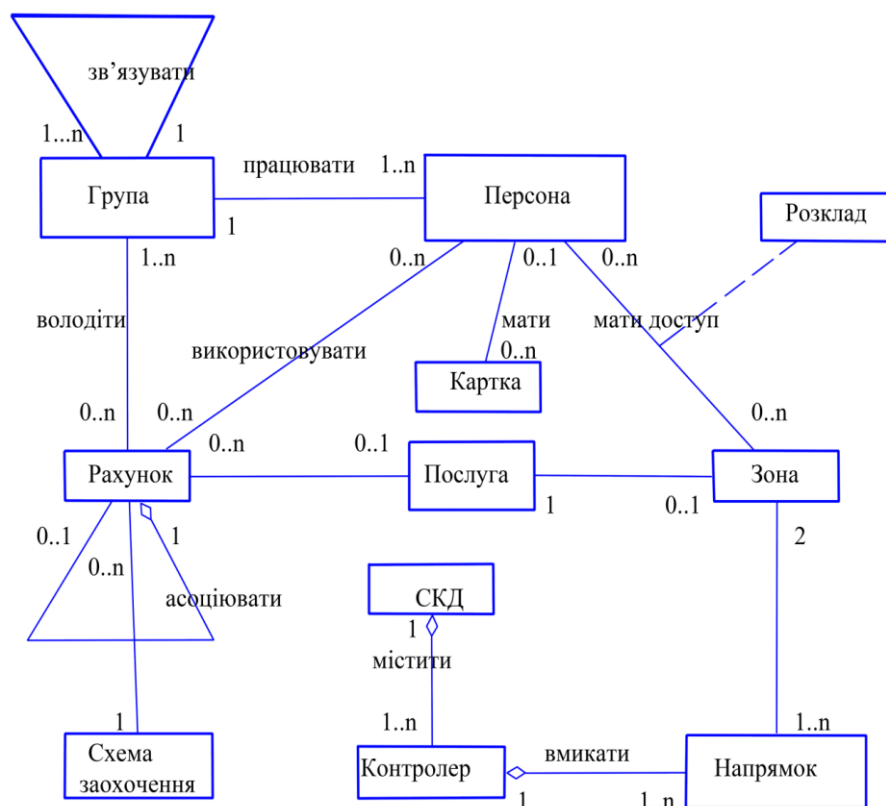 зв’язувати
1...n
1
Група
працювати
1..n
1
Персона
Розклад
1..n
0..n
0..1
0..n
володіти
використовувати
мати
мати доступ
0..n
Картка
0..n
0..n
0..n
0..n
0..1
Рахунок
Послуга
Зона
0..1
0..n
1
1
0..1
2
асоціювати
СКД
1
містити
1
1..n
1..n
Схема
заохочення
Контролер
вмикати
Напрямок
1
1..n